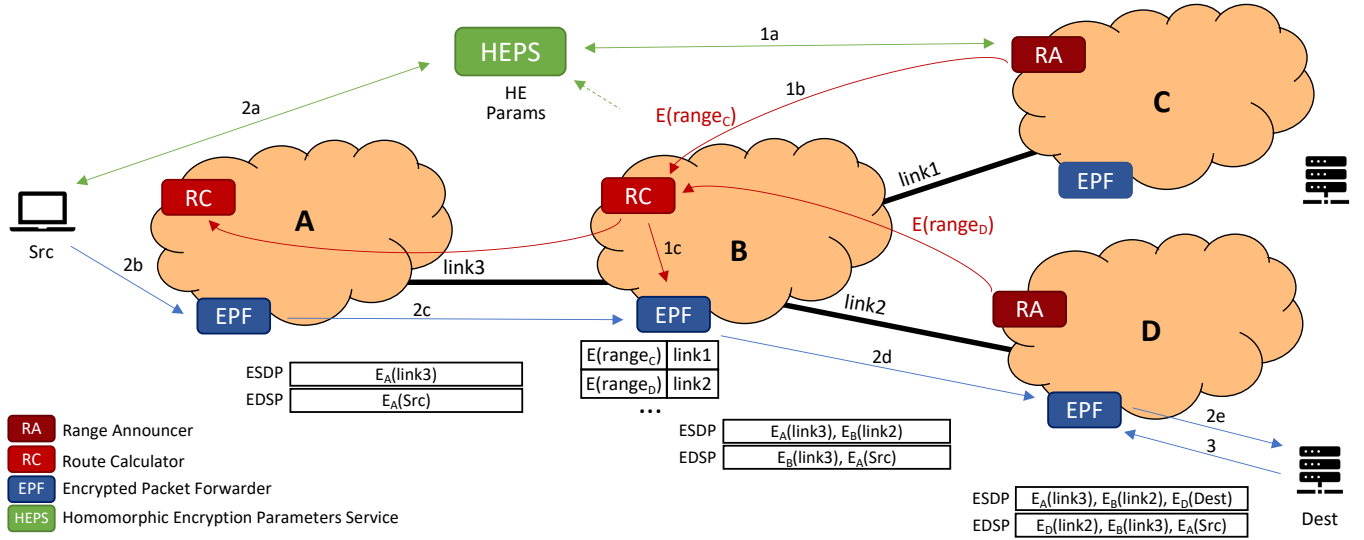 HEPS
HE
Params
1a
RA
C
EPF
1b
E(range_C)
2a
Src
RC
A
EPF
2b
2c
link3
RC
B
1c
EPF
link1
E(range_D)
link2
RA
D
EPF
2d
2e
3
Dest
E(range_C) link1
E(range_D) link2
...
ESDP E_A(link3)
EDSP E_A(Src)
ESDP E_A(link3), E_B(link2)
EDSP E_B(link3), E_A(Src)
ESDP E_A(link3), E_B(link2), E_D(Dest)
EDSP E_D(link2), E_B(link3), E_A(Src)
RA Range Announcer
RC Route Calculator
EPF Encrypted Packet Forwarder
HEPS Homomorphic Encryption Parameters Service